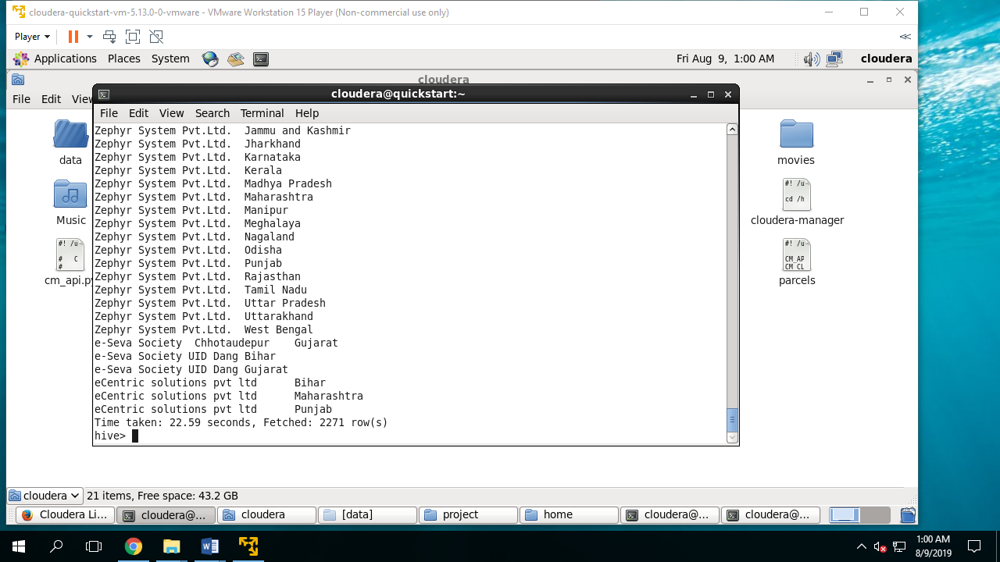 cloudera-quickstart-vm-5.13.0-0-vmware - VMware Workstation 15 Player (Non-commercial use only)
Player
Applications Places System Fri Aug 9, 1:00 AM cloudera
cloudera
File Edit View
cloudera@quickstart:~
File Edit View Search Terminal Help
Zephyr System Pvt.Ltd. Jammu and Kashmir
Zephyr System Pvt.Ltd. Jharkhand
Zephyr System Pvt.Ltd. Karnataka
Zephyr System Pvt.Ltd. Kerala
Zephyr System Pvt.Ltd. Madhya Pradesh
Zephyr System Pvt.Ltd. Maharashtra
Zephyr System Pvt.Ltd. Manipur
Zephyr System Pvt.Ltd. Meghalaya
Zephyr System Pvt.Ltd. Nagaland
Zephyr System Pvt.Ltd. Odisha
Zephyr System Pvt.Ltd. Punjab
Zephyr System Pvt.Ltd. Rajasthan
Zephyr System Pvt.Ltd. Tamil Nadu
Zephyr System Pvt.Ltd. Uttar Pradesh
Zephyr System Pvt.Ltd. Uttarakhand
Zephyr System Pvt.Ltd. West Bengal
e-Seva Society Chhotaudepur Gujarat
e-Seva Society UID Dang Bihar
e-Seva Society UID Dang Gujarat
eCentric solutions pvt ltd Bihar
eCentric solutions pvt ltd Maharashtra
eCentric solutions pvt ltd Punjab
Time taken: 22.59 seconds, Fetched: 2271 row(s)
hive>
data
Music
#! /u
# C
#
cm_api.py
movies
#! /u
cd /h
cloudera-manager
#! /u
CM_AP
CM_CL
parcels
cloudera 21 items, Free space: 43.2 GB
Cloudera Li... cloudera@... cloudera [data] project home cloudera@... cloudera@...
1:00 AM
8/9/2019